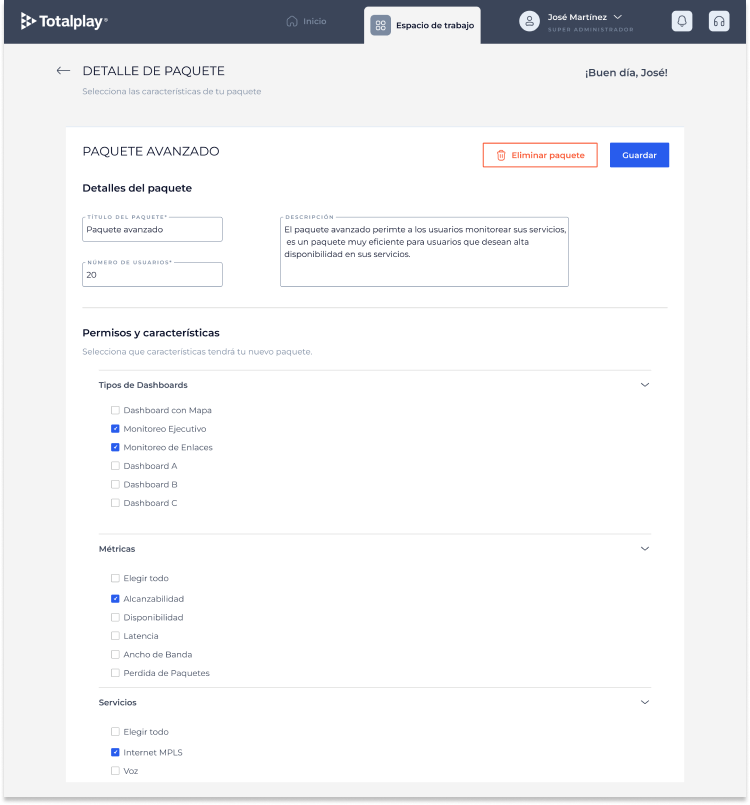 Totalplay®
Inicio
Espacio de trabajo
José Martínez
SUPER ADMINISTRADOR
DETALLE DE PAQUETE
¡Buen día, José!
Selecciona las características de tu paquete
PAQUETE AVANZADO
Eliminar paquete
Guardar
Detalles del paquete
TÍTULO DEL PAQUETE*
Paquete avanzado
NÚMERO DE USUARIOS*
20
DESCRIPCIÓN
El paquete avanzado perimte a los usuarios monitorear sus servicios,
es un paquete muy eficiente para usuarios que desean alta
disponibilidad en sus servicios.
Permisos y características
Selecciona que características tendrá tu nuevo paquete.
Tipos de Dashboards
Dashboard con Mapa
Monitoreo Ejecutivo
Monitoreo de Enlaces
Dashboard A
Dashboard B
Dashboard C
Métricas
Elegir todo
Alcanzabilidad
Disponibilidad
Latencia
Ancho de Banda
Perdida de Paquetes
Servicios
Elegir todo
Internet MPLS
Voz